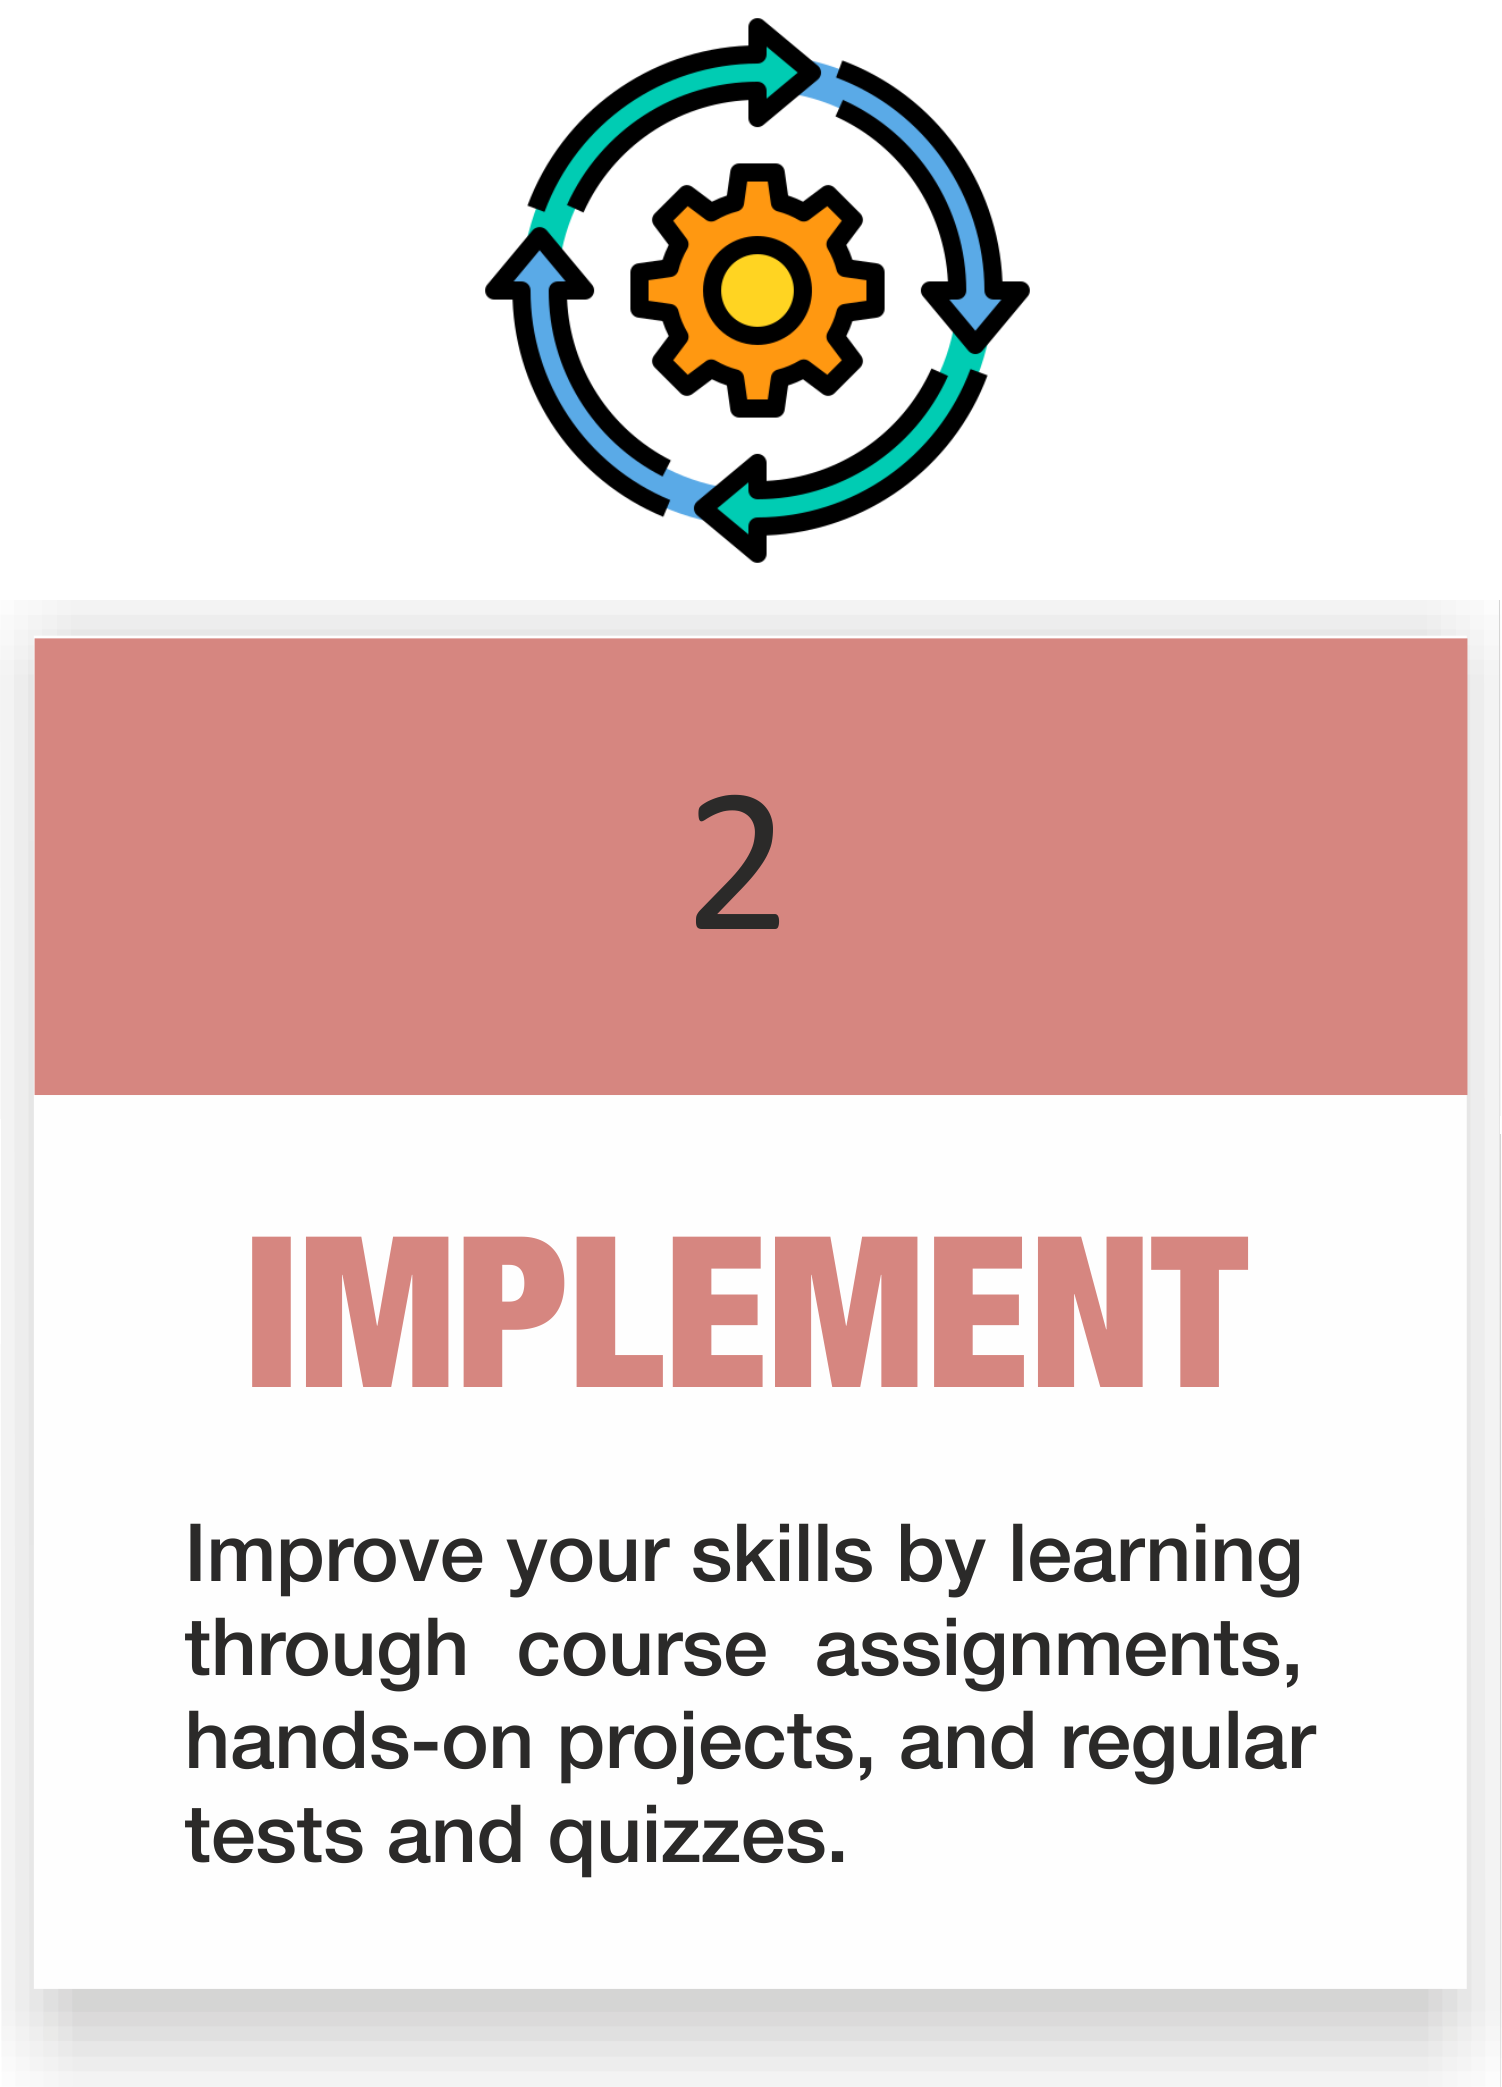 2
IMPLEMENT
Improve your skills by learning
through course assignments,
hands-on projects, and regular
tests and quizzes.